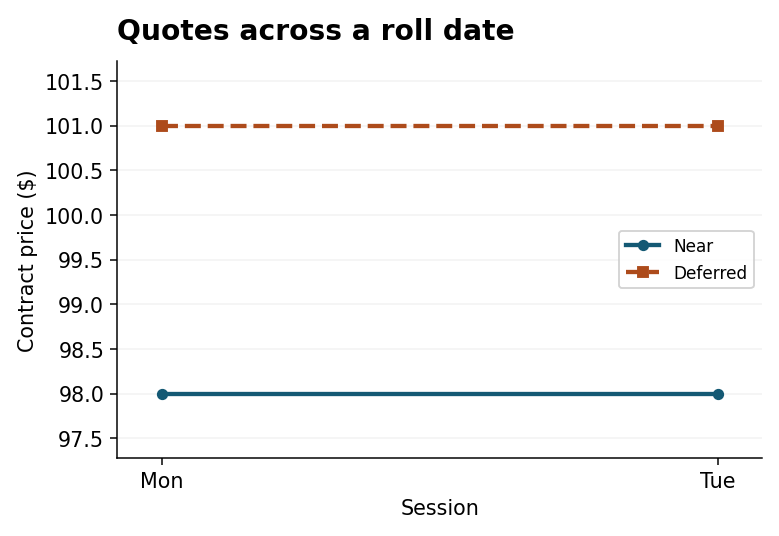 Quotes across a roll date
Contract price ($)
101.5
101.0
100.5
100.0
99.5
99.0
98.5
98.0
97.5
Near
Deferred
Mon
Tue
Session